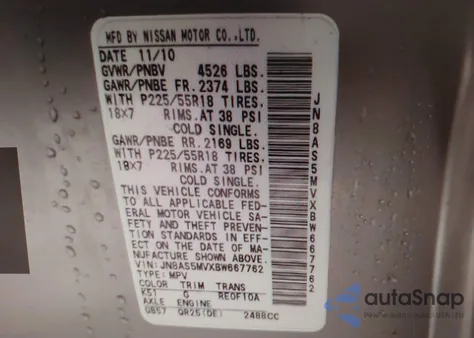 MFD BY NISSAN MOTOR CO.,LTD.
DATE 11/10
GVWR/PNBV 4526 LBS.
GAWR/PNBE FR. 2374 LBS.
WITH P225/55R18 TIRES,
18X7 RIMS.AT 38 PSI
COLD SINGLE.
GAWR/PNBE RR. 2169 LBS.
WITH P225/55R18 TIRES,
18X7 RIMS.AT 38 PSI
COLD SINGLE.
THIS VEHICLE CONFORMS
TO ALL APPLICABLE FED-
ERAL MOTOR VEHICLE SA-
FETY AND THEFT PREVEN-
TION STANDARDS IN EFF-
ECT ON THE DATE OF MA-
NUFACTURE SHOWN ABOVE.
VIN:JN8AS5MVXBW667762
TYPE: MPV
COLOR TRIM TRANS
K51 G RE0F10A
AXLE ENGINE
GB57 QR25(DE) 2488CC
JN8AS5MVXBW667762
autoSnap